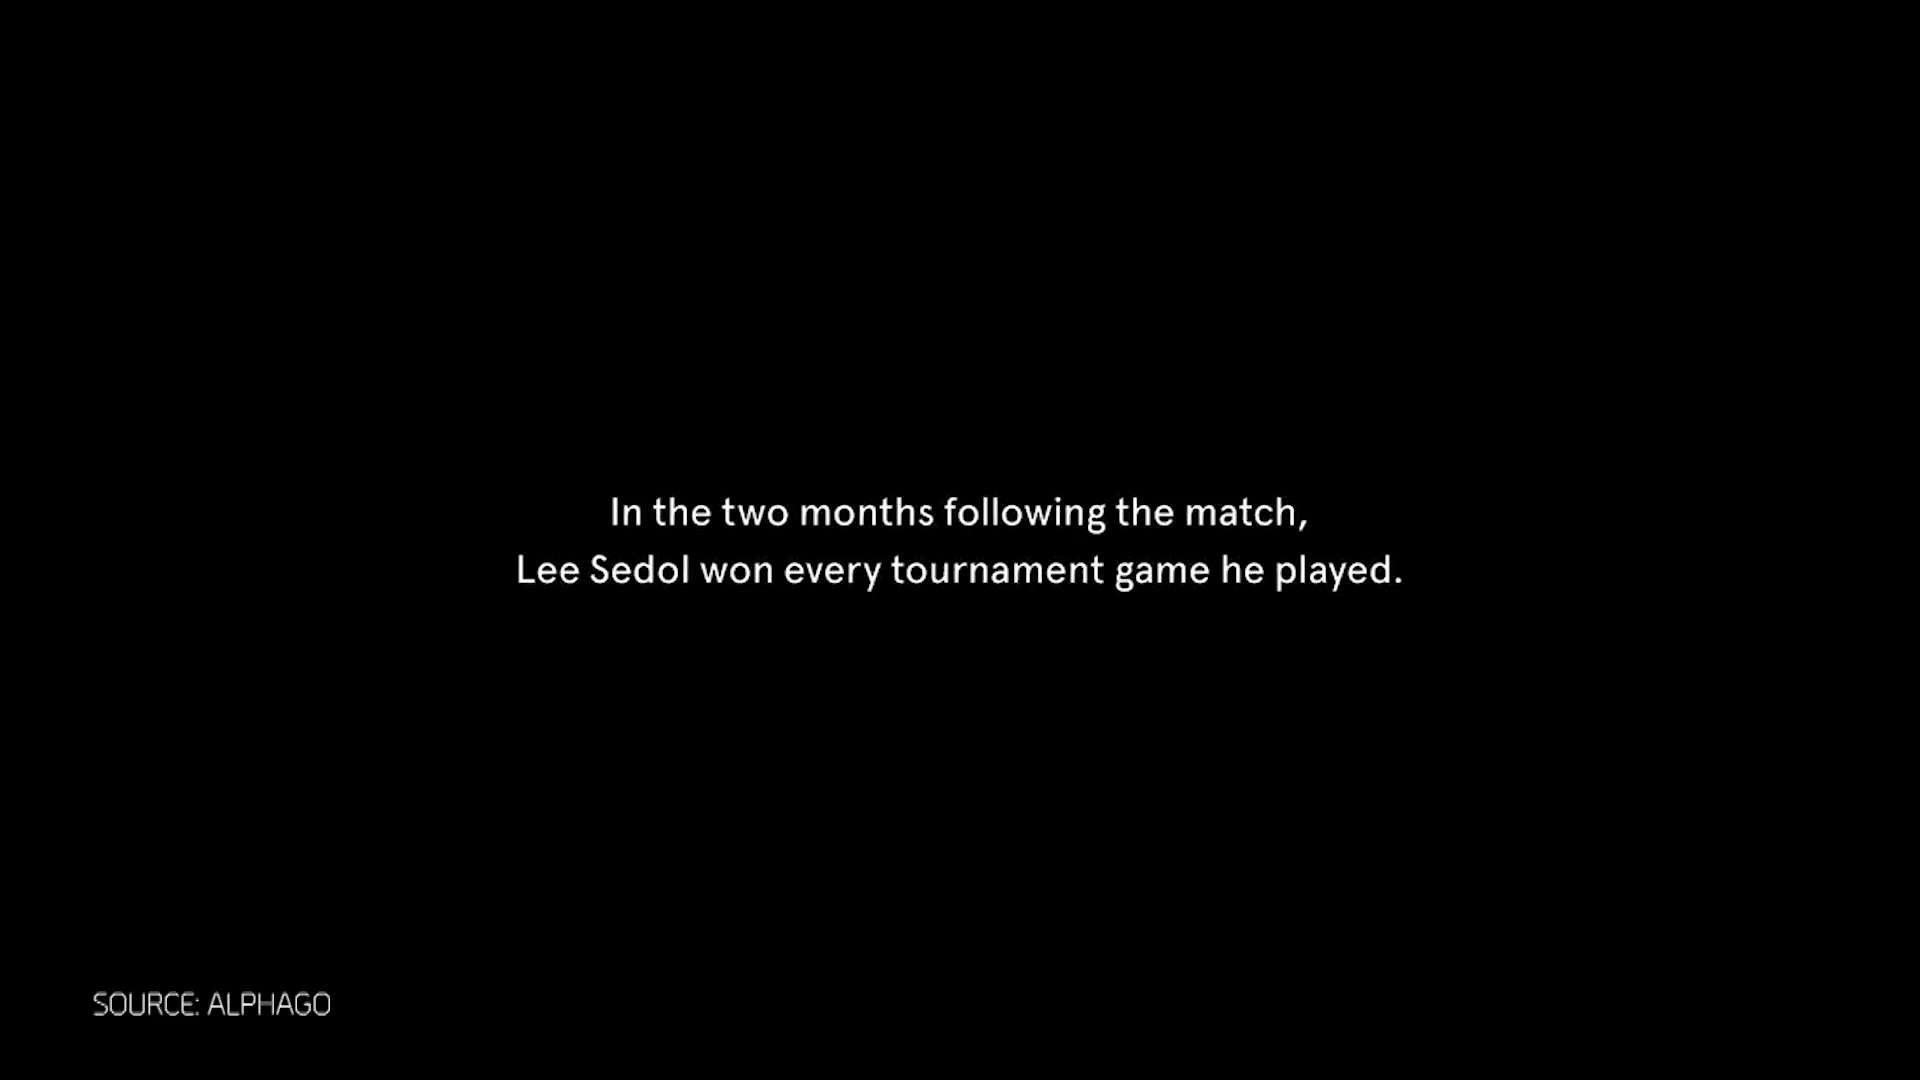 In the two months following the match,
Lee Sedol won every tournament game he played.
SOURCE: ALPHAGO